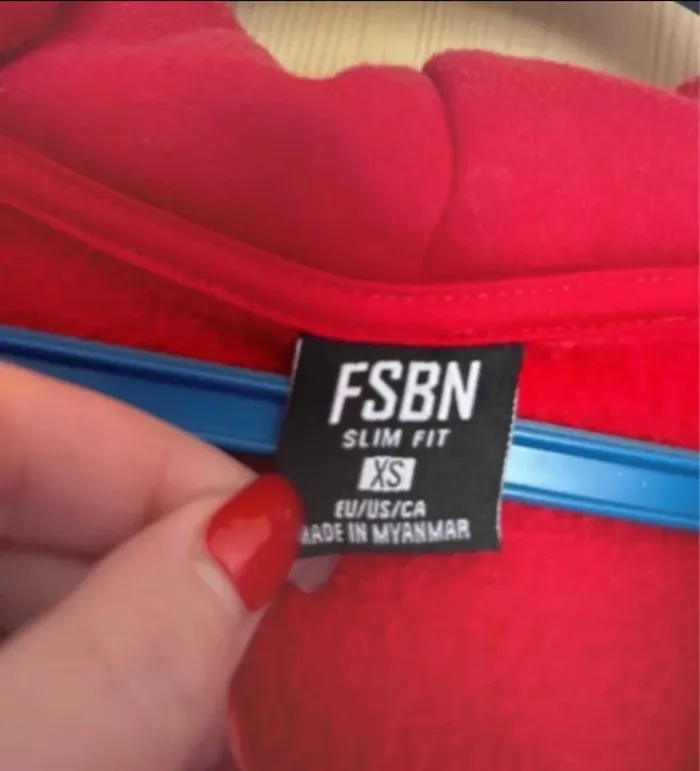 FSBN
SLIM FIT
XS
EU/US/CA
MADE IN MYANMAR